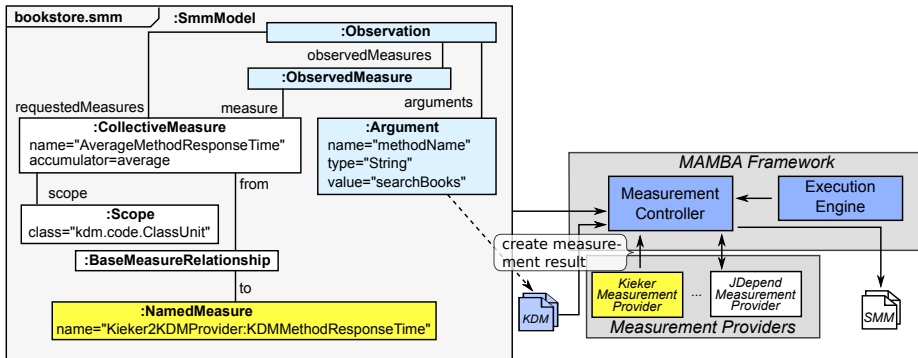 bookstore.smm
:SmmModel
:Observation
observedMeasures
:ObservedMeasure
requestedMeasures
measure
arguments
:CollectiveMeasure
name="AverageMethodResponseTime"
accumulator=average
:Argument
name="methodName"
type="String"
value="searchBooks"
scope
from
:Scope
class="kdm.code.ClassUnit"
:BaseMeasureRelationship
to
:NamedMeasure
name="Kieker2KDMProvider:KDMMethodResponseTime"
MAMBA Framework
Measurement
Controller
Execution
Engine
create measure-
ment result
Kieker
Measurement
Provider
...
JDepend
Measurement
Provider
Measurement Providers
KDM
SMM